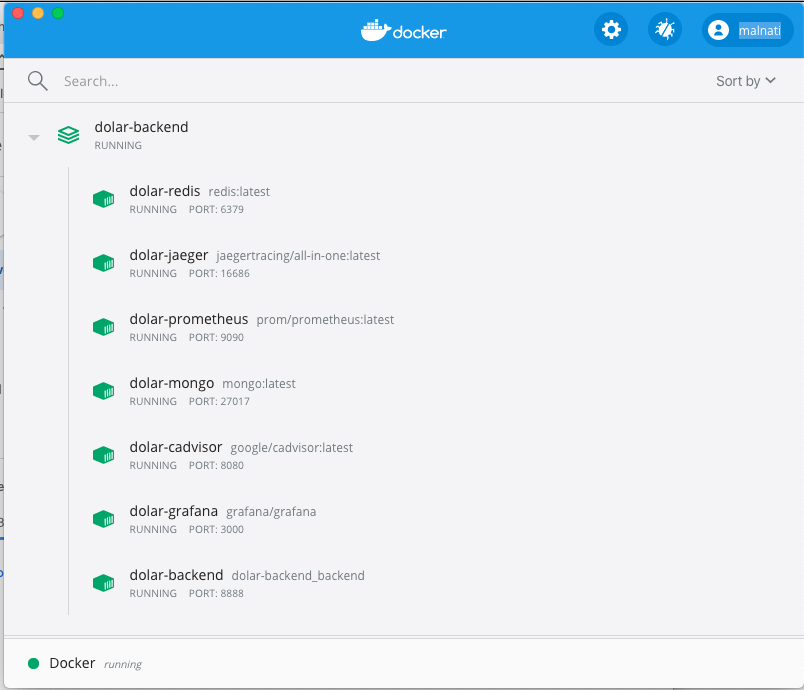 docker
malnati
Search...
Sort by
dolar-backend
RUNNING
dolar-redis redis:latest
RUNNING PORT: 6379
dolar-jaeger jaegertracing/all-in-one:latest
RUNNING PORT: 16686
dolar-prometheus prom/prometheus:latest
RUNNING PORT: 9090
dolar-mongo mongo:latest
RUNNING PORT: 27017
dolar-cadvisor google/cadvisor:latest
RUNNING PORT: 8080
dolar-grafana grafana/grafana
RUNNING PORT: 3000
dolar-backend dolar-backend_backend
RUNNING PORT: 8888
Docker running